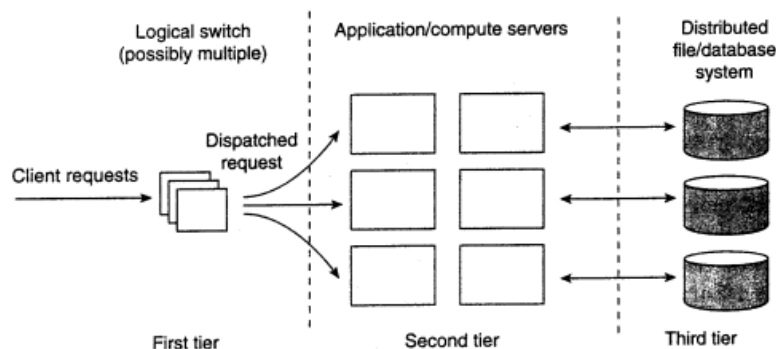 Logical switch
(possibly multiple)
Application/compute servers
Distributed
file/database
system
Dispatched
request
Client requests
First tier
Second tier
Third tier